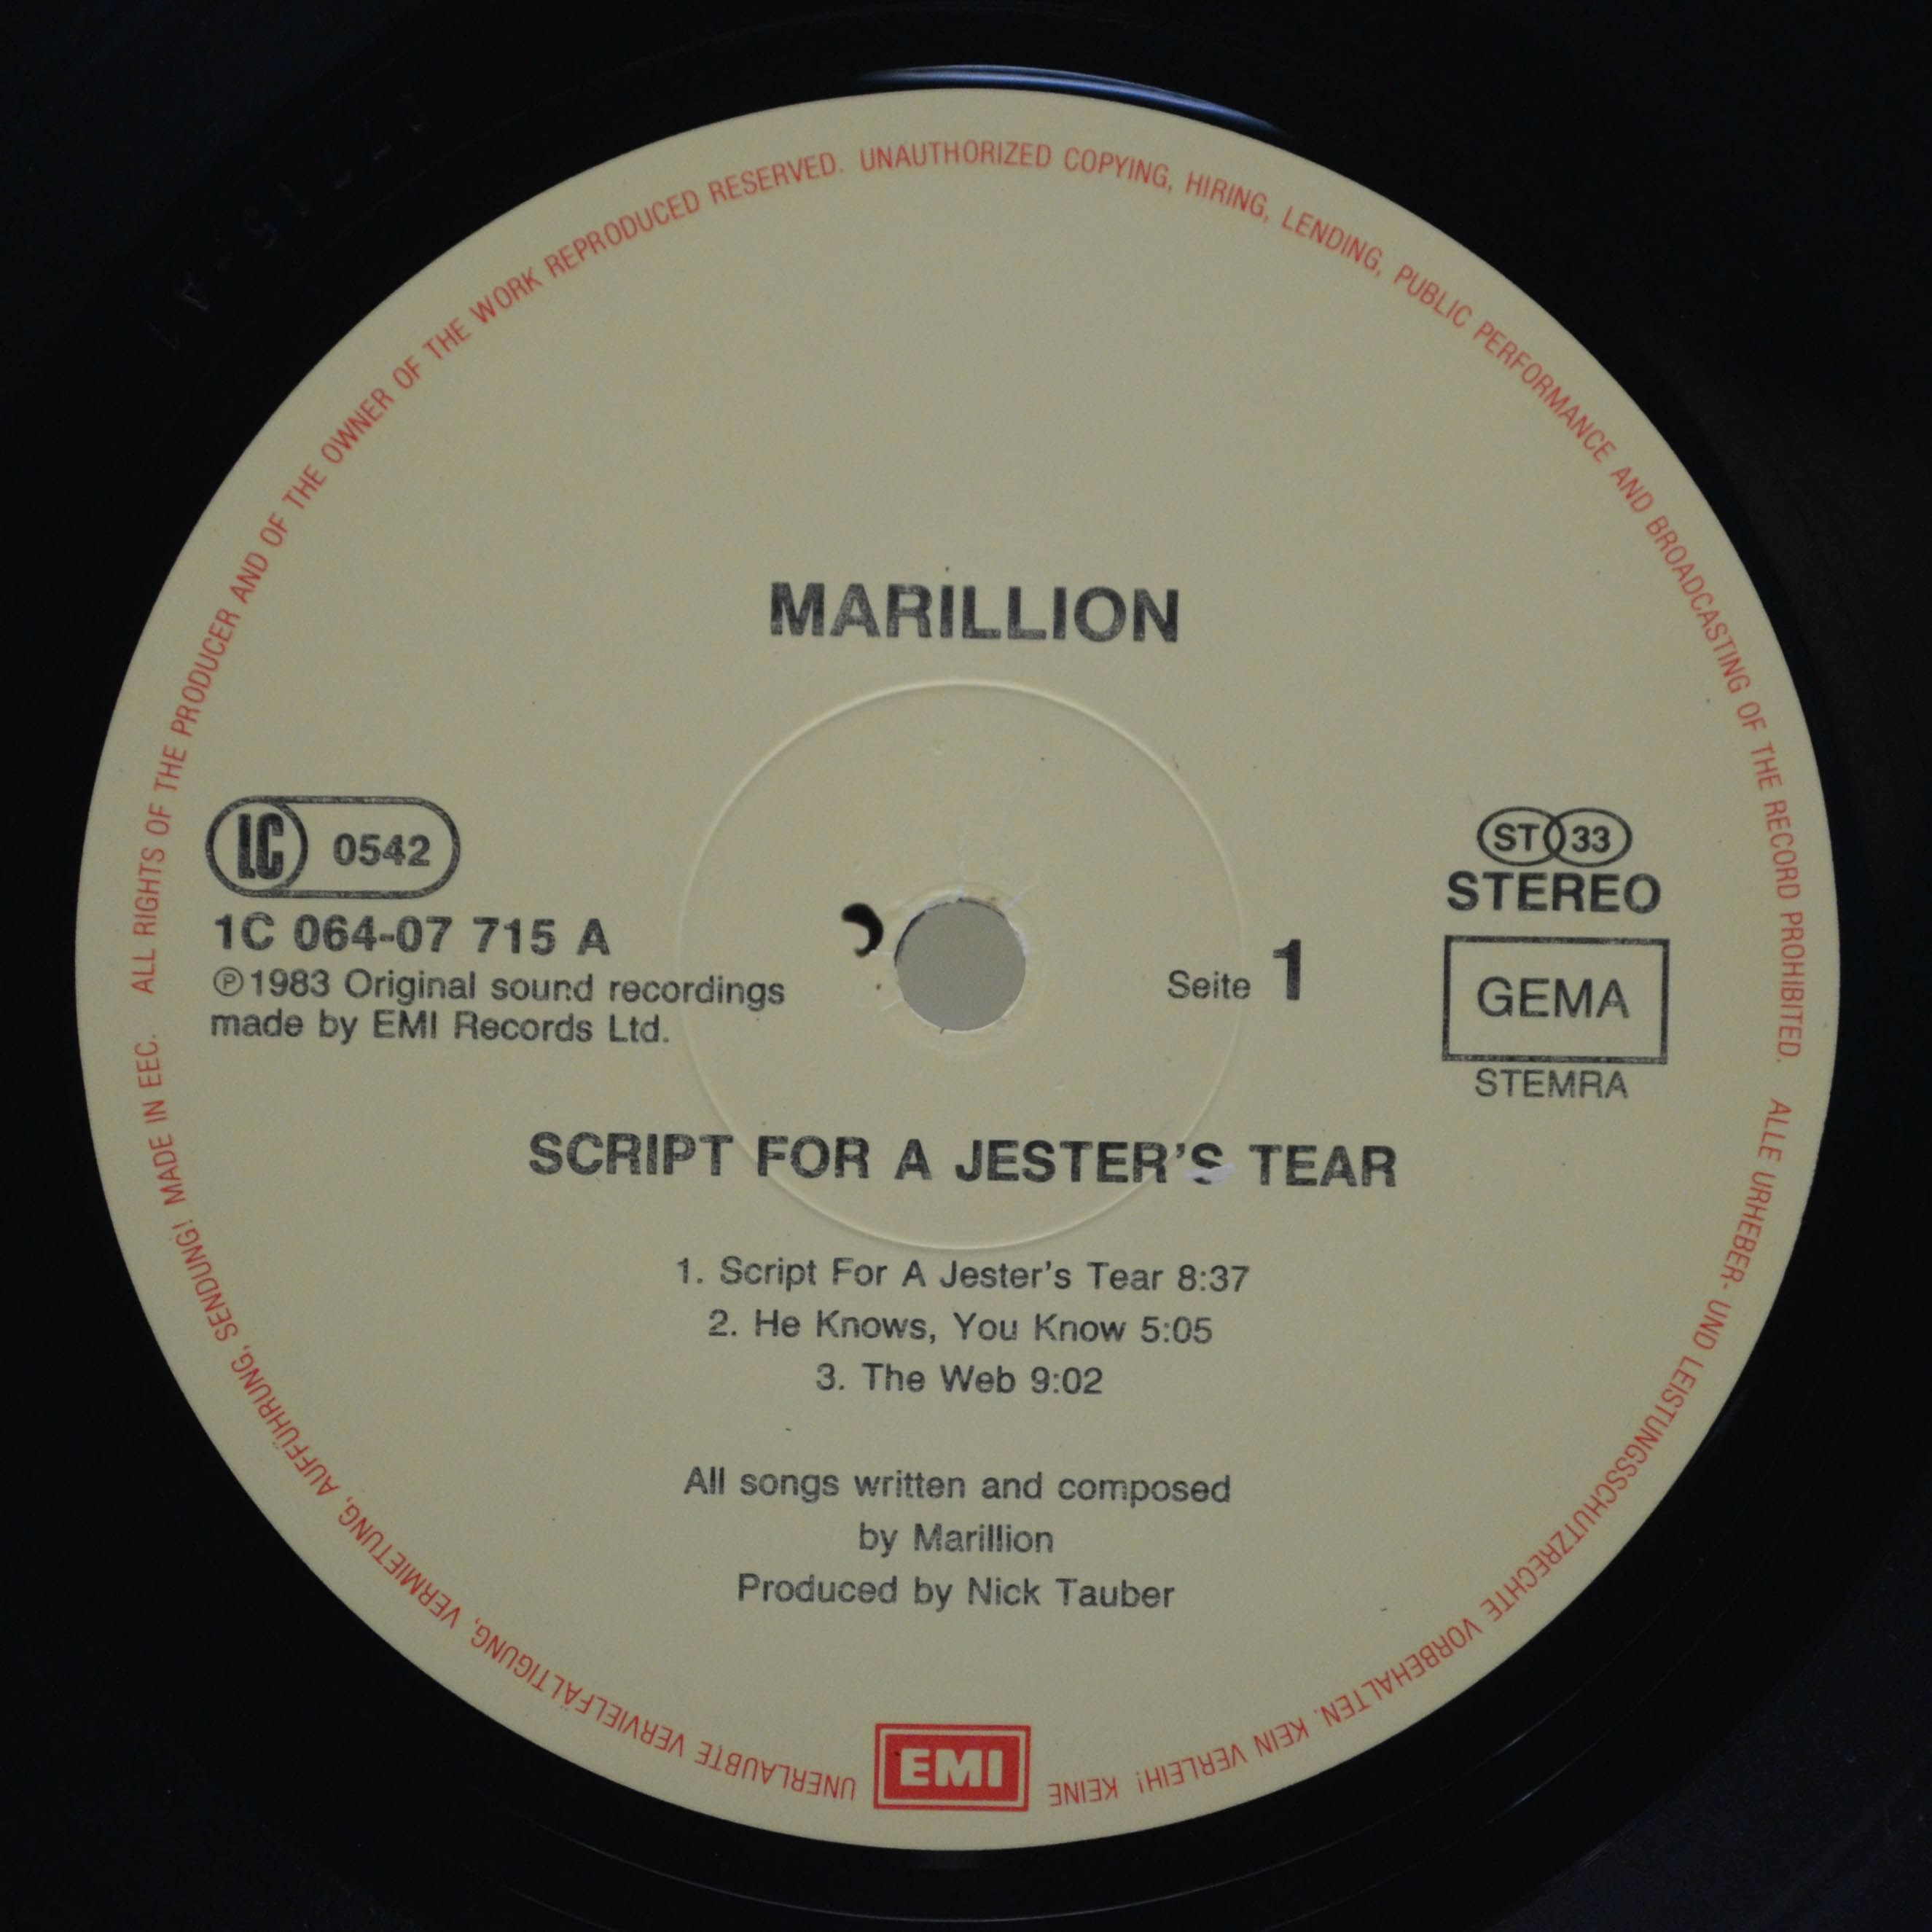 ALL RIGHTS OF THE PRODUCER AND OF THE OWNER OF THE WORK REPRODUCED RESERVED. UNAUTHORIZED COPYING, HIRING, LENDING, PUBLIC PERFORMANCE AND BROADCASTING OF THE RECORD PROHIBITED.
MARILLION
LC 0542
1C 064-07 715 A
℗1983 Original sound recordings
made by EMI Records Ltd.
Seite 1
ST 33
STEREO
GEMA
STEMRA
SCRIPT FOR A JESTER'S TEAR
1. Script For A Jester's Tear 8:37
2. He Knows, You Know 5:05
3. The Web 9:02
All songs written and composed
by Marillion
Produced by Nick Tauber
EMI
ALLE URHEBER- UND LEISTUNGSSCHUTZRECHTE VORBEHALTEN. KEIN VERLEIH! KEINE UNERLAUBTE VERVIELFÄLTIGUNG, VERMIETUNG, AUFFÜHRUNG, SENDUNG! MADE IN EEC.